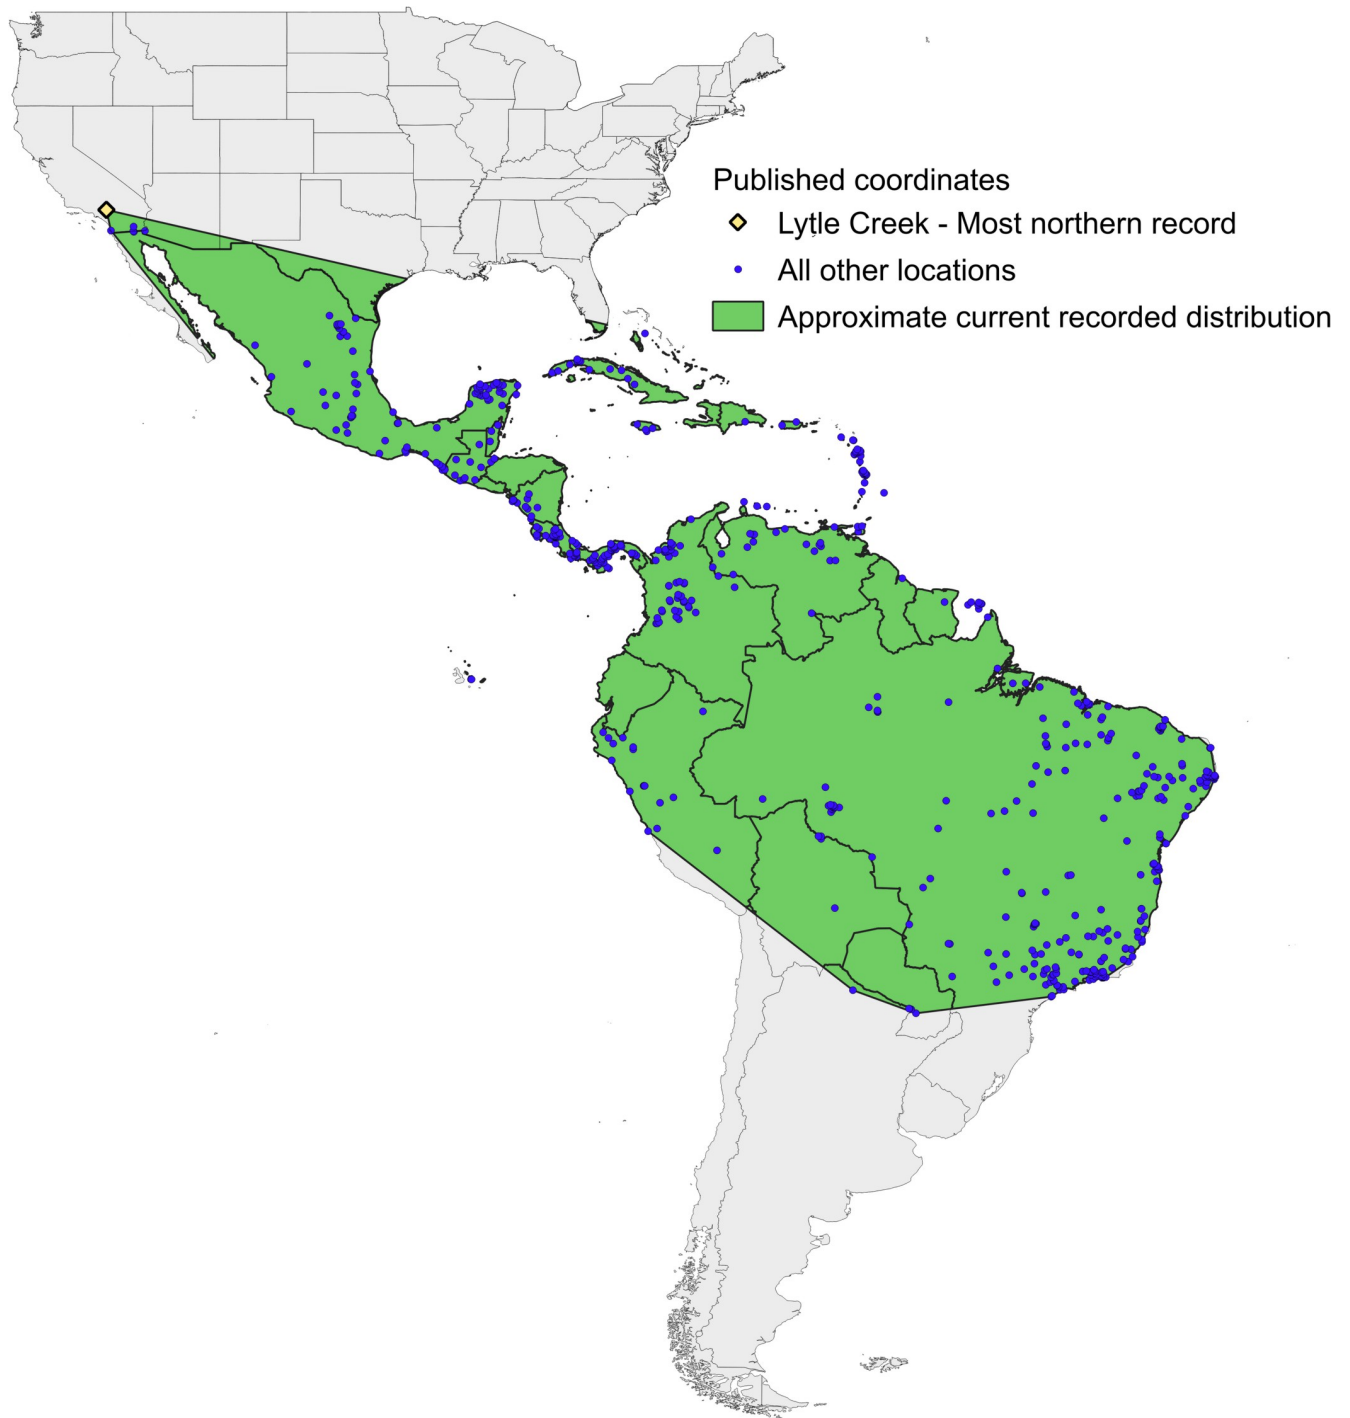 Published coordinates
Lytle Creek - Most northern record
All other locations
Approximate current recorded distribution